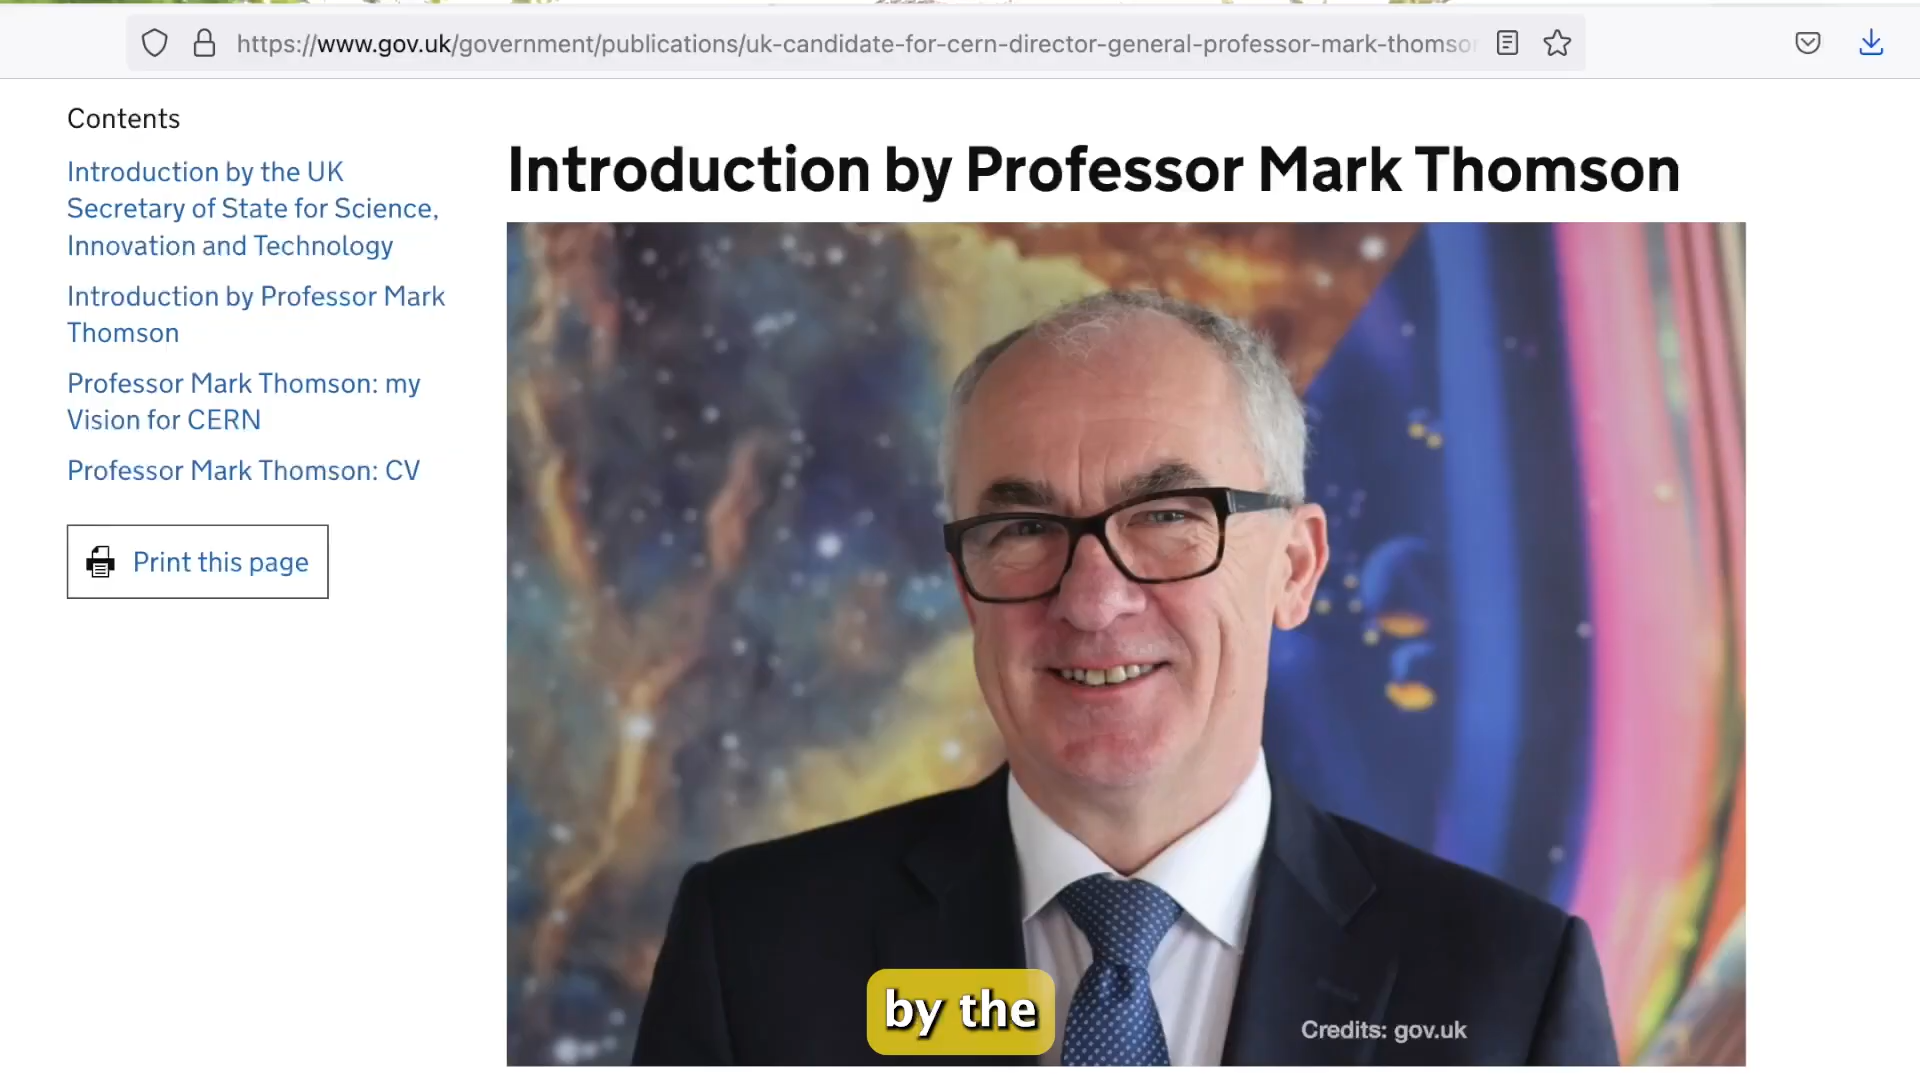 https://www.gov.uk/government/publications/uk-candidate-for-cern-director-general-professor-mark-thomso
Contents
Introduction by the UK
Secretary of State for Science,
Innovation and Technology
Introduction by Professor Mark
Thomson
Professor Mark Thomson: my
Vision for CERN
Professor Mark Thomson: CV
Print this page
Introduction by Professor Mark Thomson
by the
Credits: gov.uk